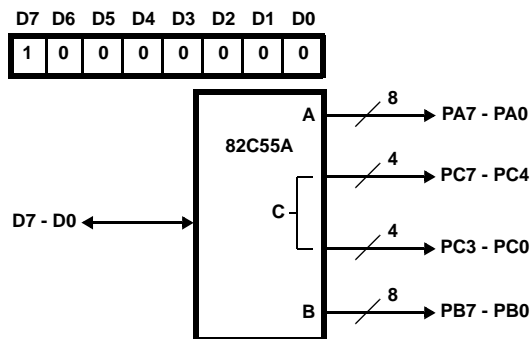 D7 D6 D5 D4 D3 D2 D1 D0
1 0 0 0 0 0 0 0
A 8 PA7 - PA0
82C55A
4 PC7 - PC4
C
D7 - D0
4 PC3 - PC0
B 8 PB7 - PB0